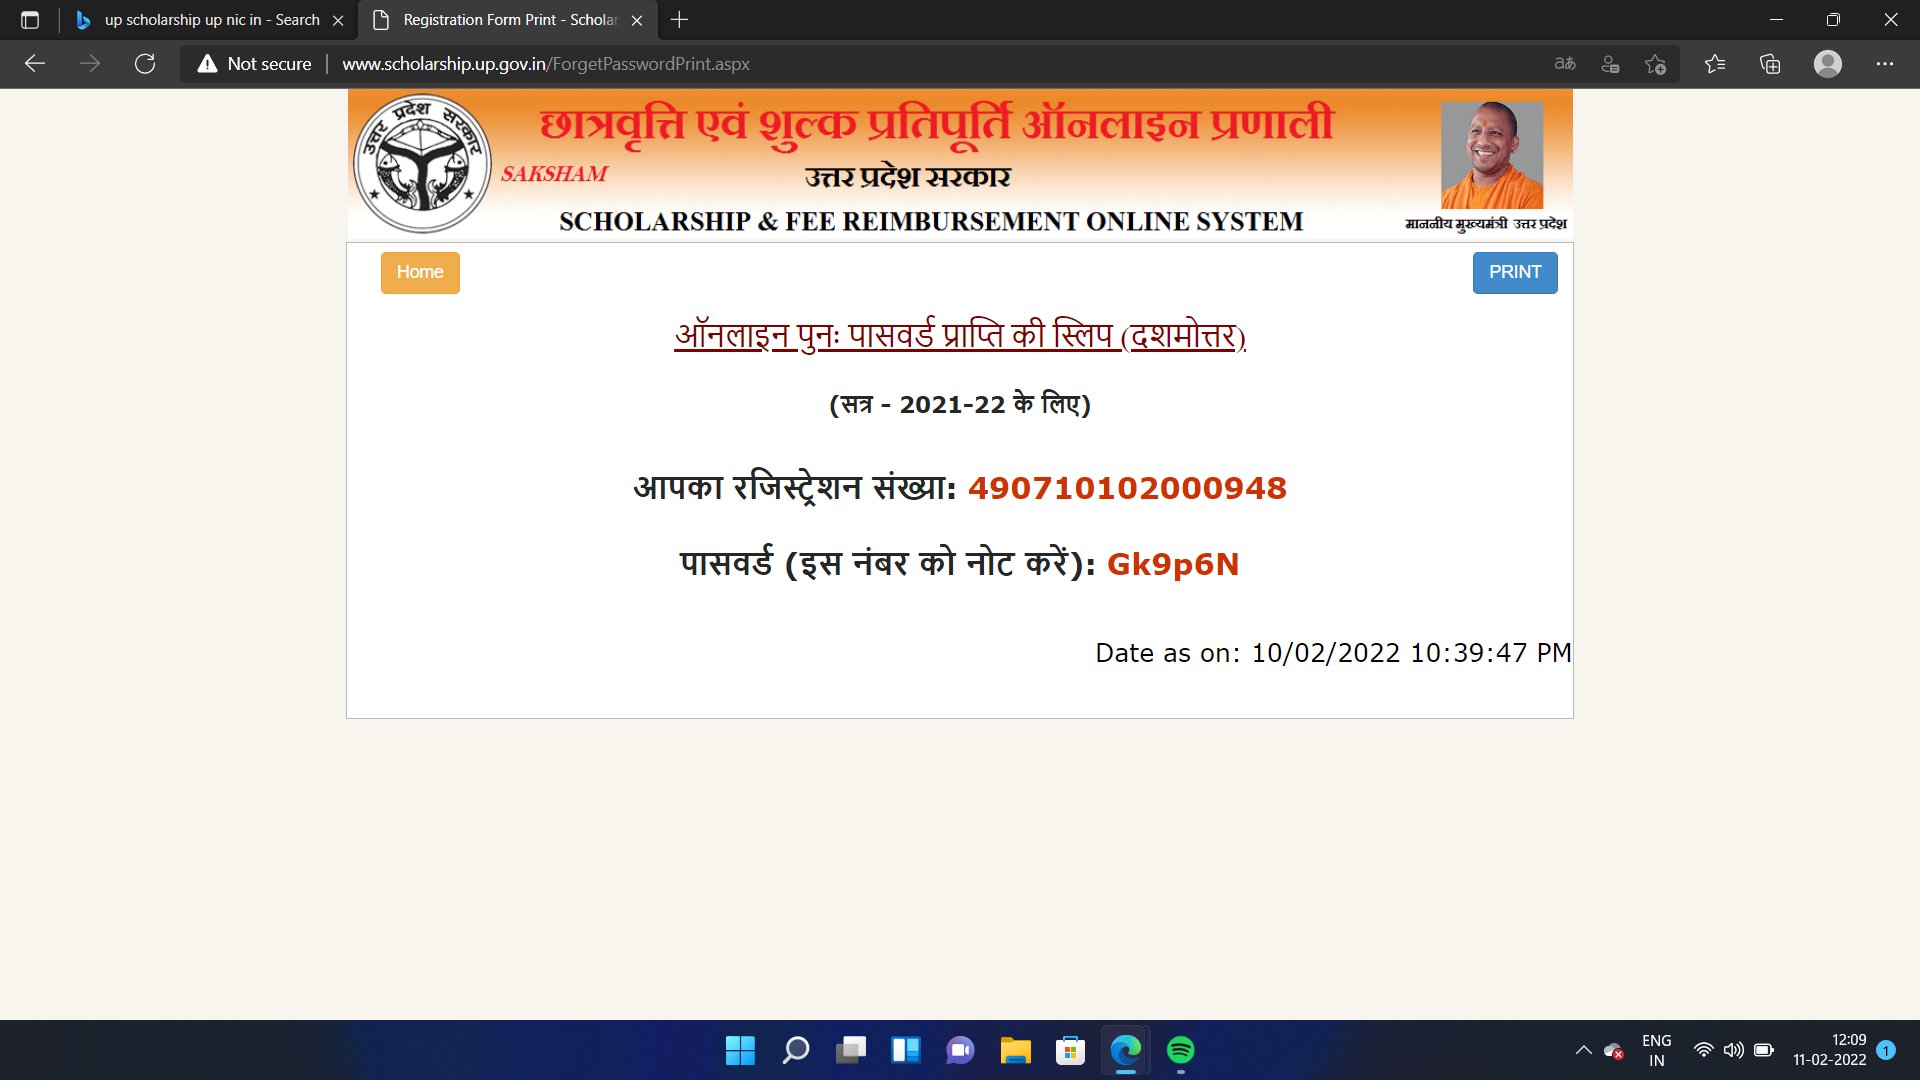 up scholarship up nic in - Search
Registration Form Print - Scholar
Not secure
www.scholarship.up.gov.in/ForgetPasswordPrint.aspx
उत्तर प्रदेश सरकार
छात्रवृत्ति एवं शुल्क प्रतिपूर्ति ऑनलाइन प्रणाली
SAKSHAM
उत्तर प्रदेश सरकार
SCHOLARSHIP & FEE REIMBURSEMENT ONLINE SYSTEM
माननीय मुख्यमंत्री उत्तर प्रदेश
Home
PRINT
ऑनलाइन पुनः पासवर्ड प्राप्ति की स्लिप (दशमोत्तर)
(सत्र - 2021-22 के लिए)
आपका रजिस्ट्रेशन संख्या: 490710102000948
पासवर्ड (इस नंबर को नोट करें): Gk9p6N
Date as on: 10/02/2022 10:39:47 PM
ENG
IN
12:09
11-02-2022
1